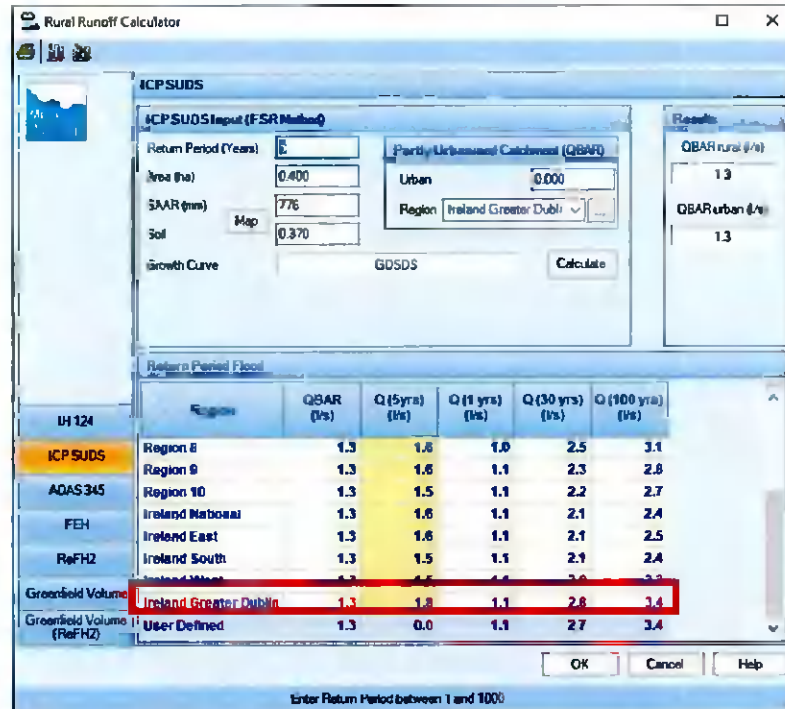 Rural Runoff Calculator
ICP SUDS
ICP SUDS Input (FSR Method)
Return Period (Years)
Area (ha) 0.400
SAAR (mm) 776
Map
Soil 0.370
Growth Curve GDSDS Calculate
Partly Urbanised Catchment (QBAR)
Urban 0.000
Region Ireland Greater Dubli ...
Results
QBAR rural (l/s)
1.3
QBAR urban (l/s)
1.3
Return Period Flood
Region QBAR (l/s) Q (5yrs) (l/s) Q (1 yrs) (l/s) Q (30 yrs) (l/s) Q (100 yrs) (l/s)
Region 8 1.3 1.6 1.0 2.5 3.1
Region 9 1.3 1.6 1.1 2.3 2.8
Region 10 1.3 1.5 1.1 2.2 2.7
Ireland National 1.3 1.6 1.1 2.1 2.4
Ireland East 1.3 1.6 1.1 2.1 2.5
Ireland South 1.3 1.5 1.1 2.1 2.4
Ireland West
Ireland Greater Dublin 1.3 1.8 1.1 2.8 3.4
User Defined 1.3 0.0 1.1 2.7 3.4
IH 124
ICP SUDS
ADAS 345
FEH
ReFH2
Greenfield Volume
Greenfield Volume (ReFH2)
OK Cancel Help
Enter Return Period between 1 and 1000